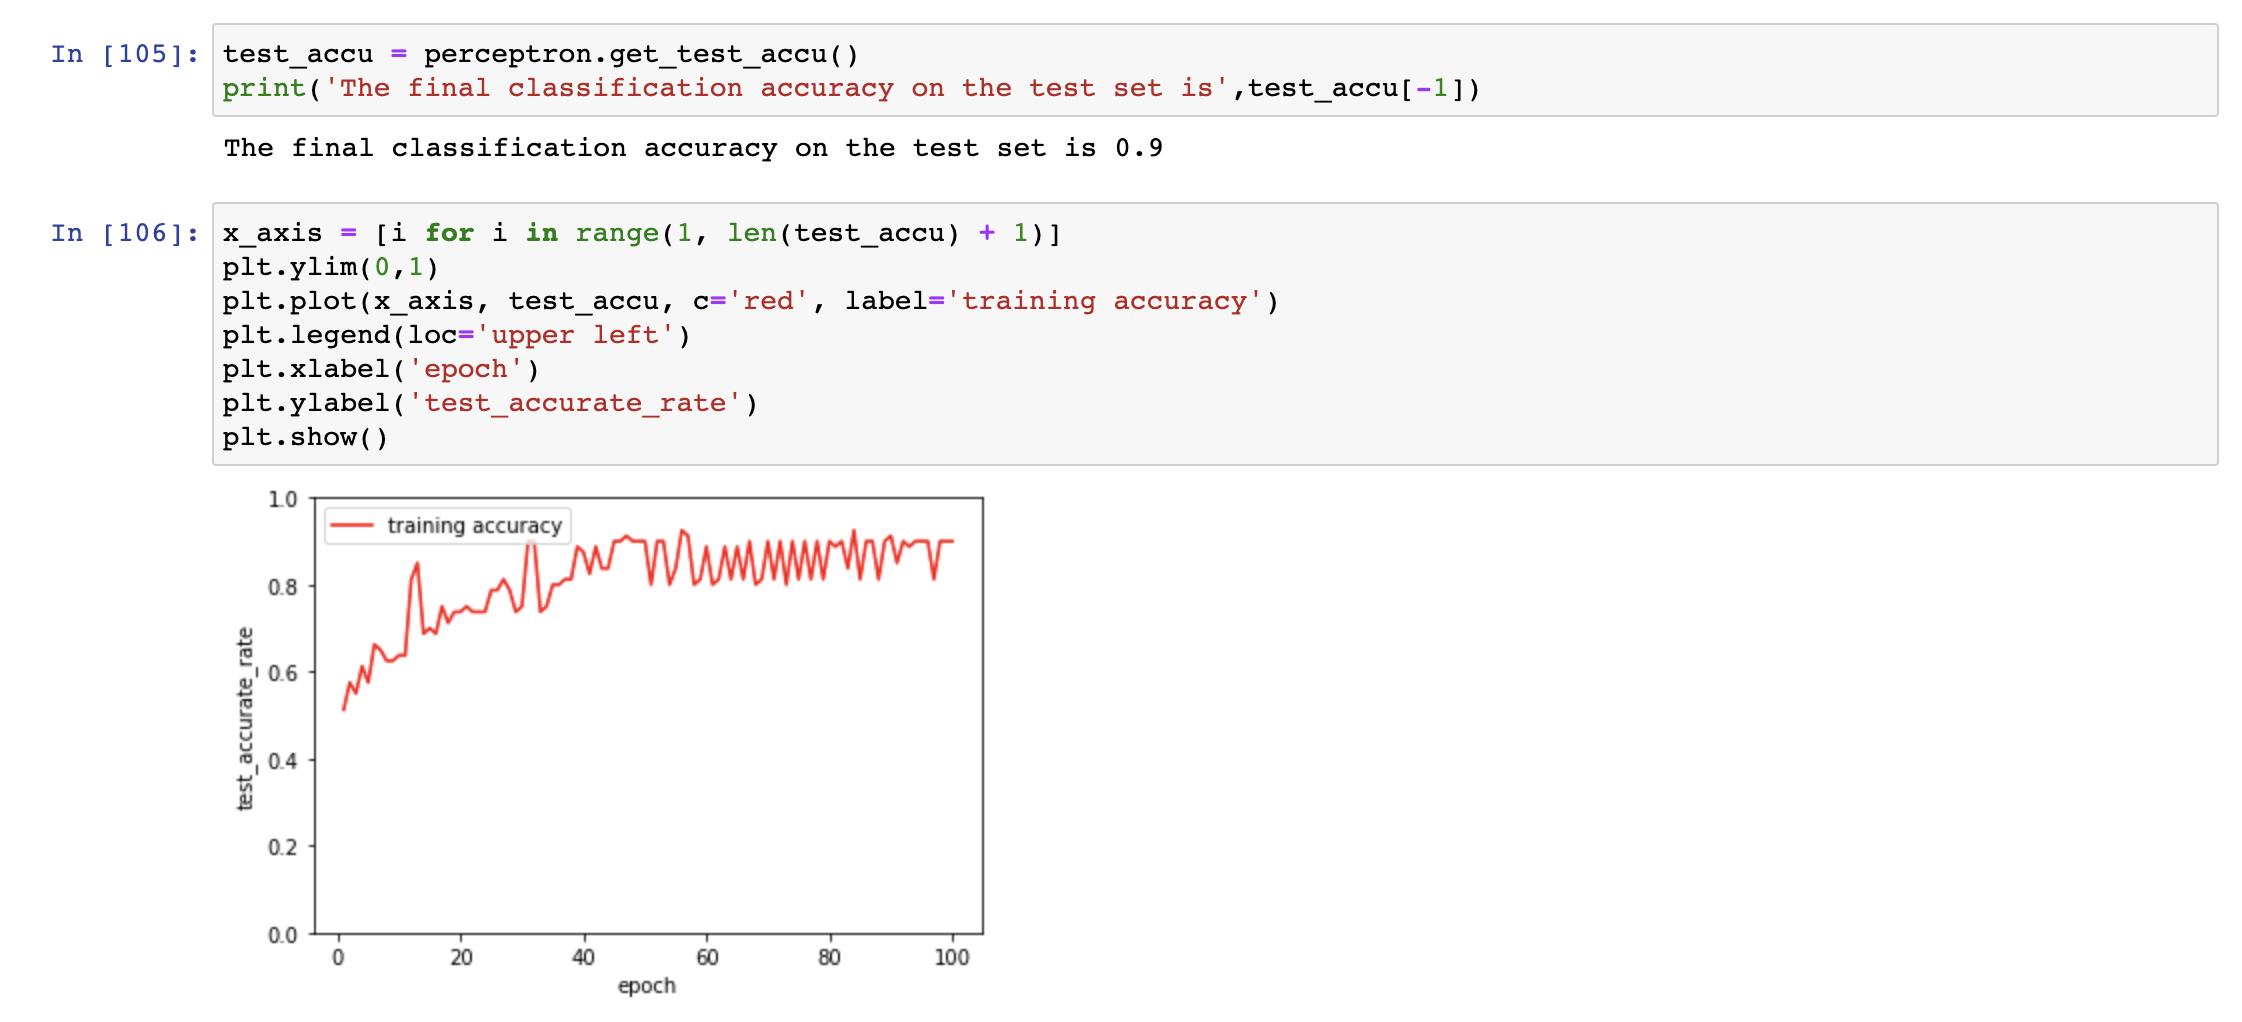 In [105]: test_accu = perceptron.get_test_accu()
print('The final classification accuracy on the test set is',test_accu[-1])
The final classification accuracy on the test set is 0.9
In [106]: x_axis = [i for i in range(1, len(test_accu) + 1)]
plt.ylim(0,1)
plt.plot(x_axis, test_accu, c='red', label='training accuracy')
plt.legend(loc='upper left')
plt.xlabel('epoch')
plt.ylabel('test_accurate_rate')
plt.show()
1.0
training accuracy
0.8
0.6
0.4
0.2
0.0
test_accurate_rate
0 20 40 60 80 100
epoch